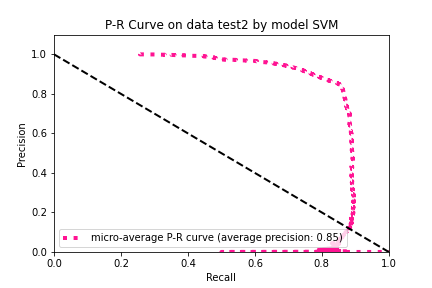 P-R Curve on data test2 by model SVM
1.0
0.8
0.6
0.4
0.2
0.0
Precision
micro-average P-R curve (average precision: 0.85)
0.0 0.2 0.4 0.6 0.8 1.0
Recall